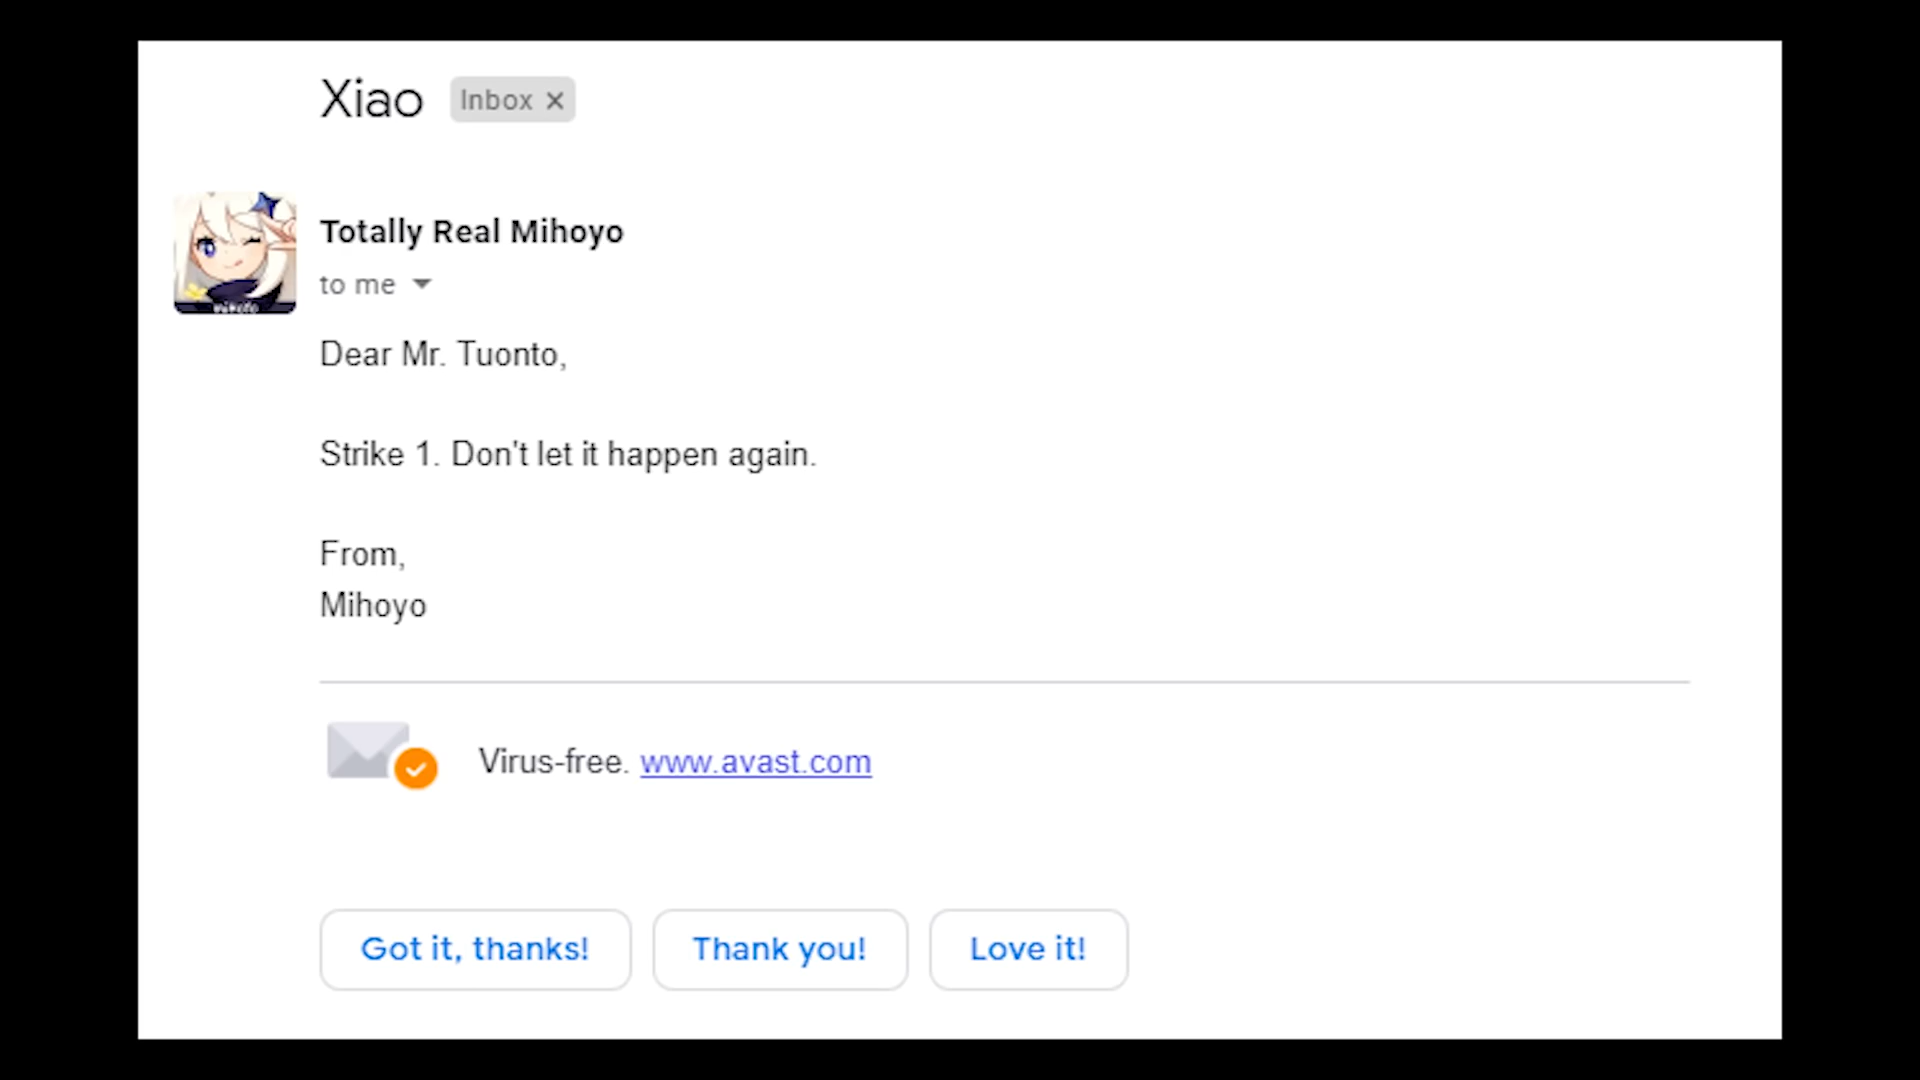 Xiao Inbox ×
Totally Real Mihoyo
to me
Dear Mr. Tuonto,
Strike 1. Don't let it happen again.
From,
Mihoyo
Virus-free. www.avast.com
Got it, thanks! Thank you! Love it!